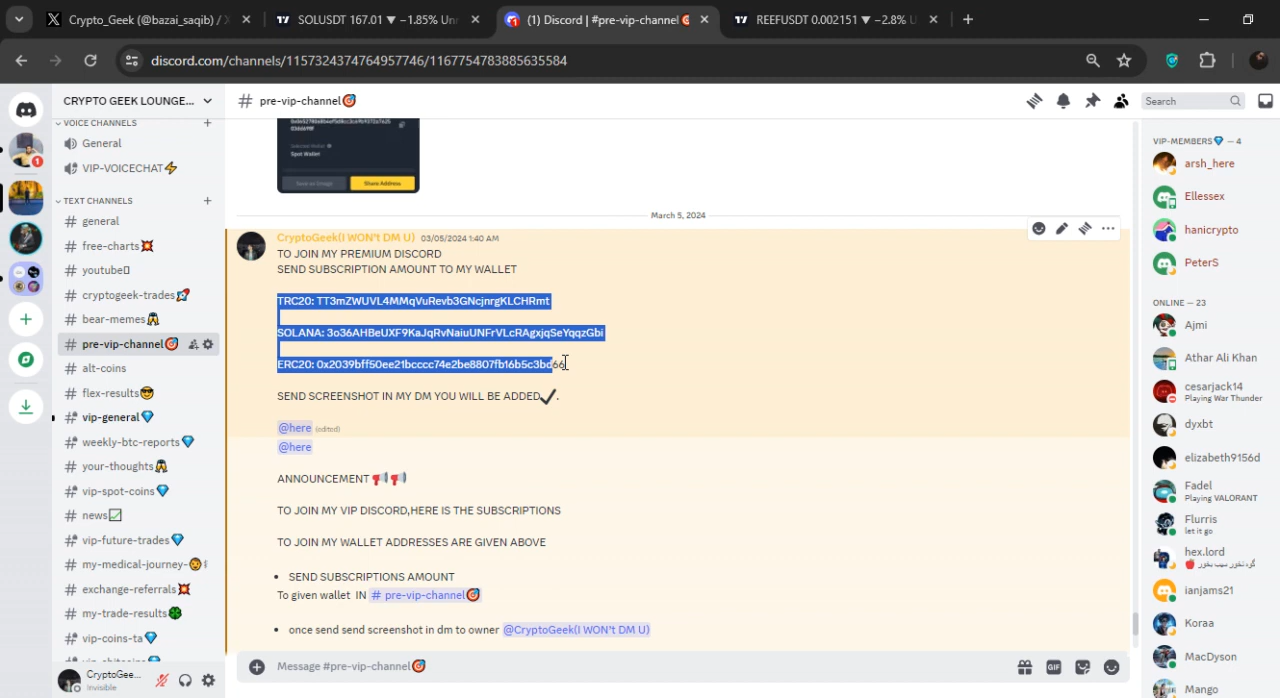 Crypto_Geek (@bazai_saqib) / X
SOLUSDT 167.01 ▼ −1.85% Unr
(1) Discord | #pre-vip-channel🎯
REEFUSDT 0.002151 ▼ −2.8% U
discord.com/channels/1157324374764957746/1167754783885635584
CRYPTO GEEK LOUNGE...
# pre-vip-channel🎯
Search
VOICE CHANNELS
General
VIP-VOICECHAT⚡
TEXT CHANNELS
# general
# free-charts💥
# youtube▯
# cryptogeek-trades🚀
# bear-memes
# pre-vip-channel🎯
# alt-coins
# flex-results😎
# vip-general💎
# weekly-btc-reports💎
# your-thoughts
# vip-spot-coins💎
# news
# vip-future-trades💎
# my-medical-journey-
# exchange-referrals💥
# my-trade-results🍀
# vip-coins-ta💎
CryptoGee...
Invisible
Spot Wallet
Save as Image
Share Address
March 5, 2024
CryptoGeek(I WON't DM U) 03/05/2024 1:40 AM
TO JOIN MY PREMIUM DISCORD
SEND SUBSCRIPTION AMOUNT TO MY WALLET
TRC20: TT3mZWUVL4MMqVuRevb3GNcjnrgKLCHRmt
SOLANA: 3o36AHBeUXF9KaJqRvNaiuUNFrVLcRAgxjqSeYqqzGbi
ERC20: 0x2039bff50ee21bcccc74e2be8807fb16b5c3bd66
SEND SCREENSHOT IN MY DM YOU WILL BE ADDED✔.
@here (edited)
@here
ANNOUNCEMENT 📢📢
TO JOIN MY VIP DISCORD,HERE IS THE SUBSCRIPTIONS
TO JOIN MY WALLET ADDRESSES ARE GIVEN ABOVE
• SEND SUBSCRIPTIONS AMOUNT
To given wallet IN # pre-vip-channel🎯
• once send send screenshot in dm to owner @CryptoGeek(I WON't DM U)
Message #pre-vip-channel🎯
GIF
VIP-MEMBERS💎 — 4
arsh_here
Ellessex
hanicrypto
PeterS
ONLINE — 23
Ajmi
Athar Ali Khan
cesarjack14
Playing War Thunder
dyxbt
elizabeth9156d
Fadel
Playing VALORANT
Flurris
let it go
hex.lord
گوه نخور سیب بخور 🍎
ianjams21
Koraa
MacDyson
Mango